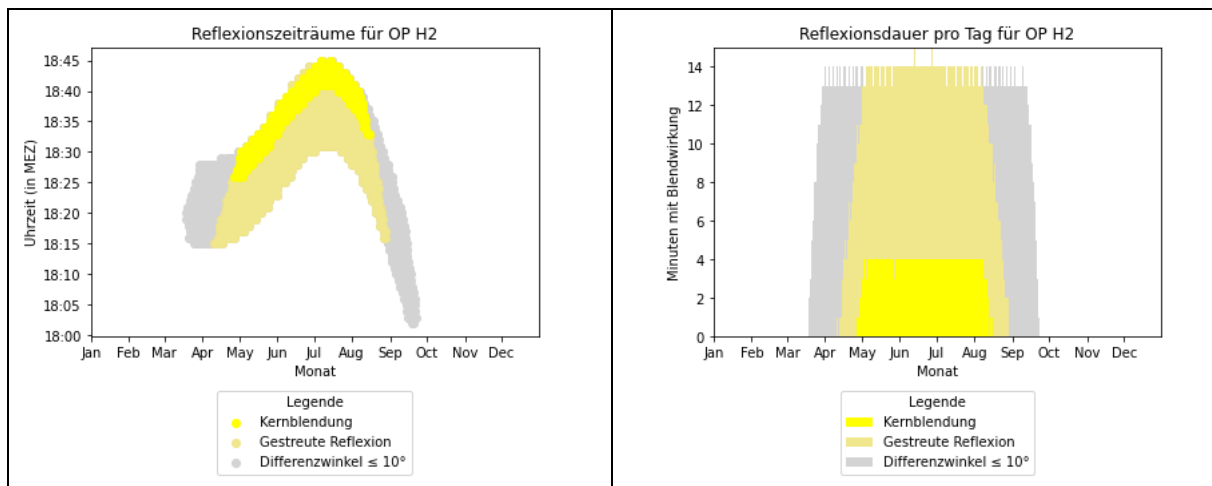 Reflexionszeiträume für OP H2
Uhrzeit (in MEZ)
18:45
18:40
18:35
18:30
18:25
18:20
18:15
18:10
18:05
18:00
Jan Feb Mar Apr May Jun Jul Aug Sep Oct Nov Dec
Monat
Legende
Kernblendung
Gestreute Reflexion
Differenzwinkel ≤ 10°
Reflexionsdauer pro Tag für OP H2
Minuten mit Blendwirkung
14
12
10
8
6
4
2
0
Jan Feb Mar Apr May Jun Jul Aug Sep Oct Nov Dec
Monat
Legende
Kernblendung
Gestreute Reflexion
Differenzwinkel ≤ 10°